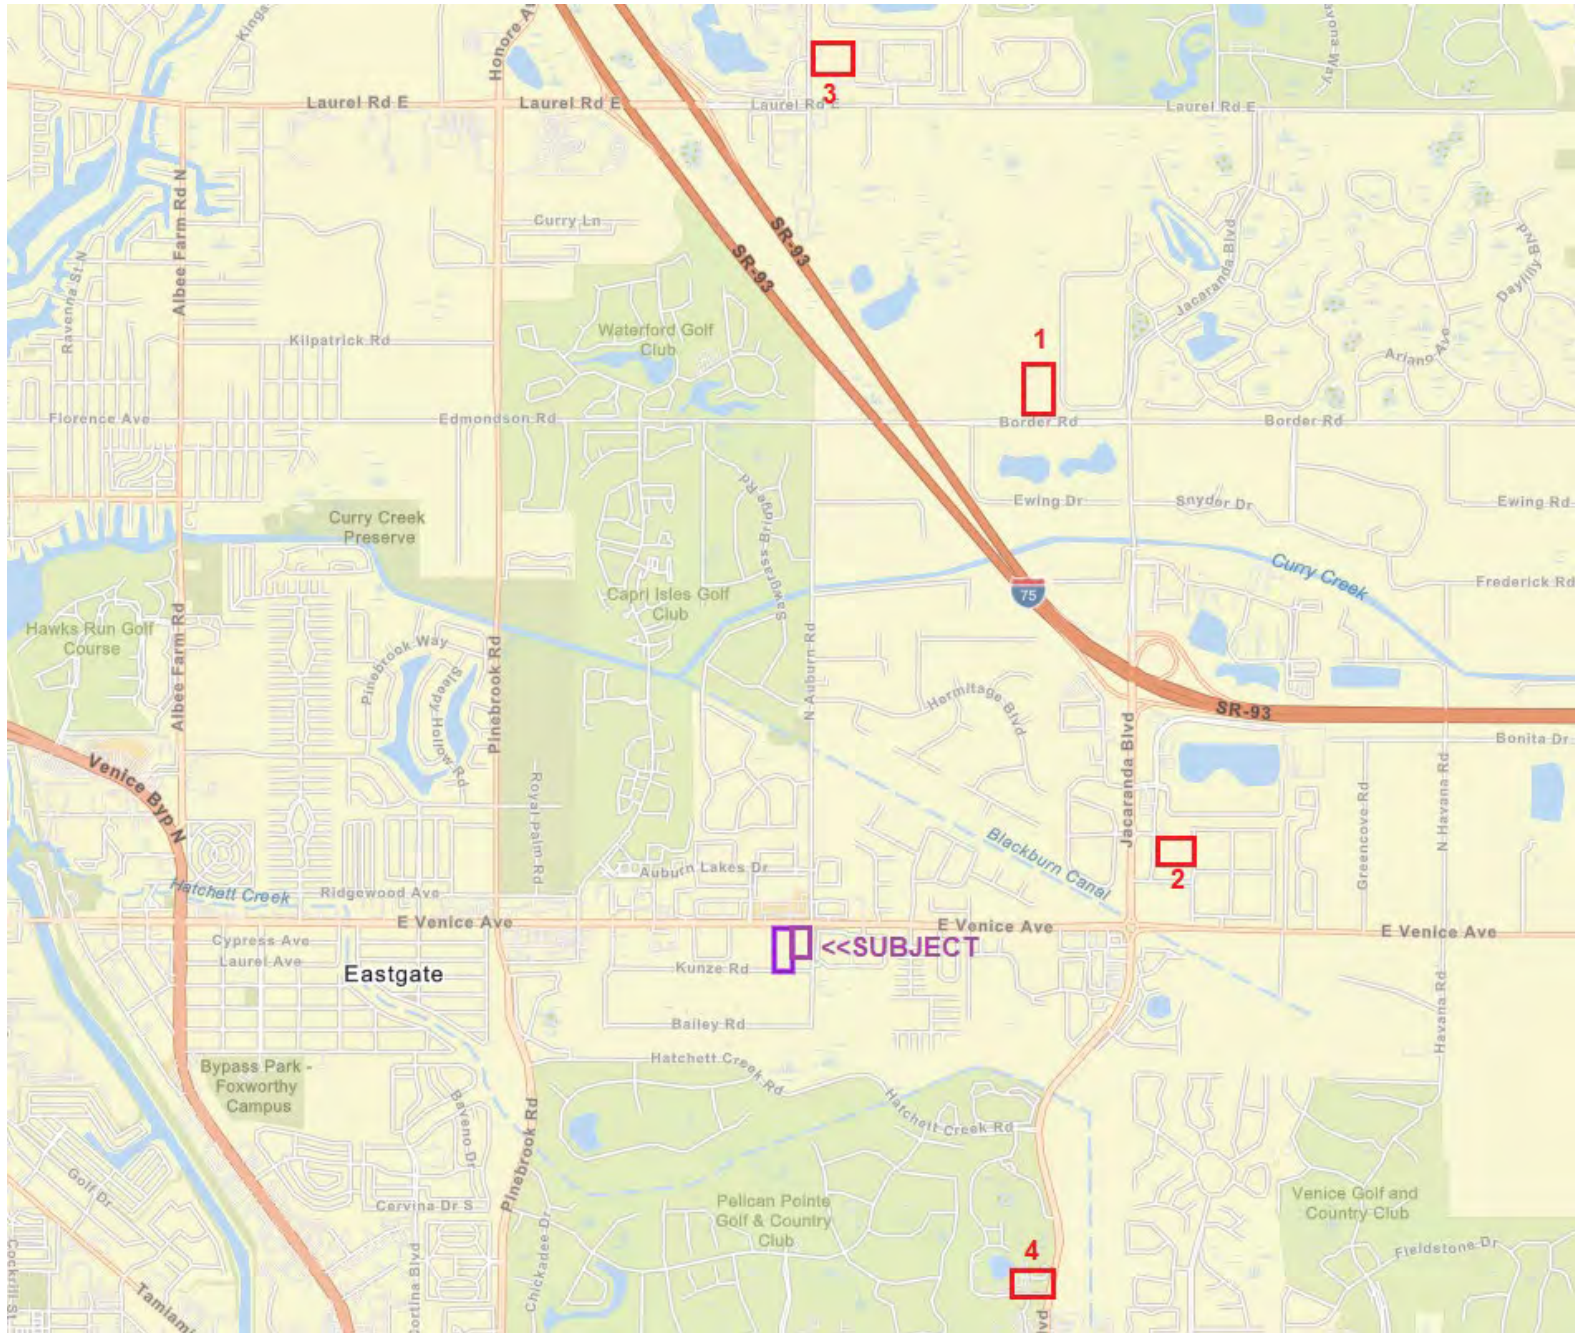 Kinga
Honore Av
3
ayona Way
Laurel Rd E
Laurel Rd E
Laurel Rd E
Laurel Rd E
Albee Farm Rd N
Ravenna St N
Curry Ln
SR-93
SR-93
Jacaranda Blvd
Daylily Blvd
Kilpatrick Rd
Waterford Golf
Club
1
Ariano Ave
Florence Ave
Edmondson Rd
Border Rd
Border Rd
Sawgrass Bridge Rd
Ewing Dr
Snyder Dr
Ewing Rd
Curry Creek
Preserve
Curry Creek
75
Frederick Rd
Capri Isles Golf
Club
Hawks Run Golf
Course
Albee Farm Rd
Pinebrook Way
Sleepy Hollow Rd
Pinebrook Rd
N Auburn Rd
Hermitage Blvd
SR-93
Bonita Dr
Venice Byp N
Royal Palm Rd
Jacaranda Blvd
Greencove Rd
N Havana Rd
Blackburn Canal
2
Auburn Lakes Dr
Hatchett Creek
Ridgewood Ave
E Venice Ave
E Venice Ave
E Venice Ave
Cypress Ave
Laurel Ave
<<SUBJECT
Eastgate
Kunze Rd
Havana Rd
Bailey Rd
Hatchett Creek Rd
Bypass Park -
Foxworthy
Campus
Baveno Dr
Hatchett Creek Rd
Pinebrook Rd
Golf Dr
Cervina Dr S
Chickadee Dr
Pelican Pointe
Golf & Country
Club
Venice Golf and
Country Club
Fieldstone Dr
Cockrill St
Tamiami
Cortina Blvd
4
lvd